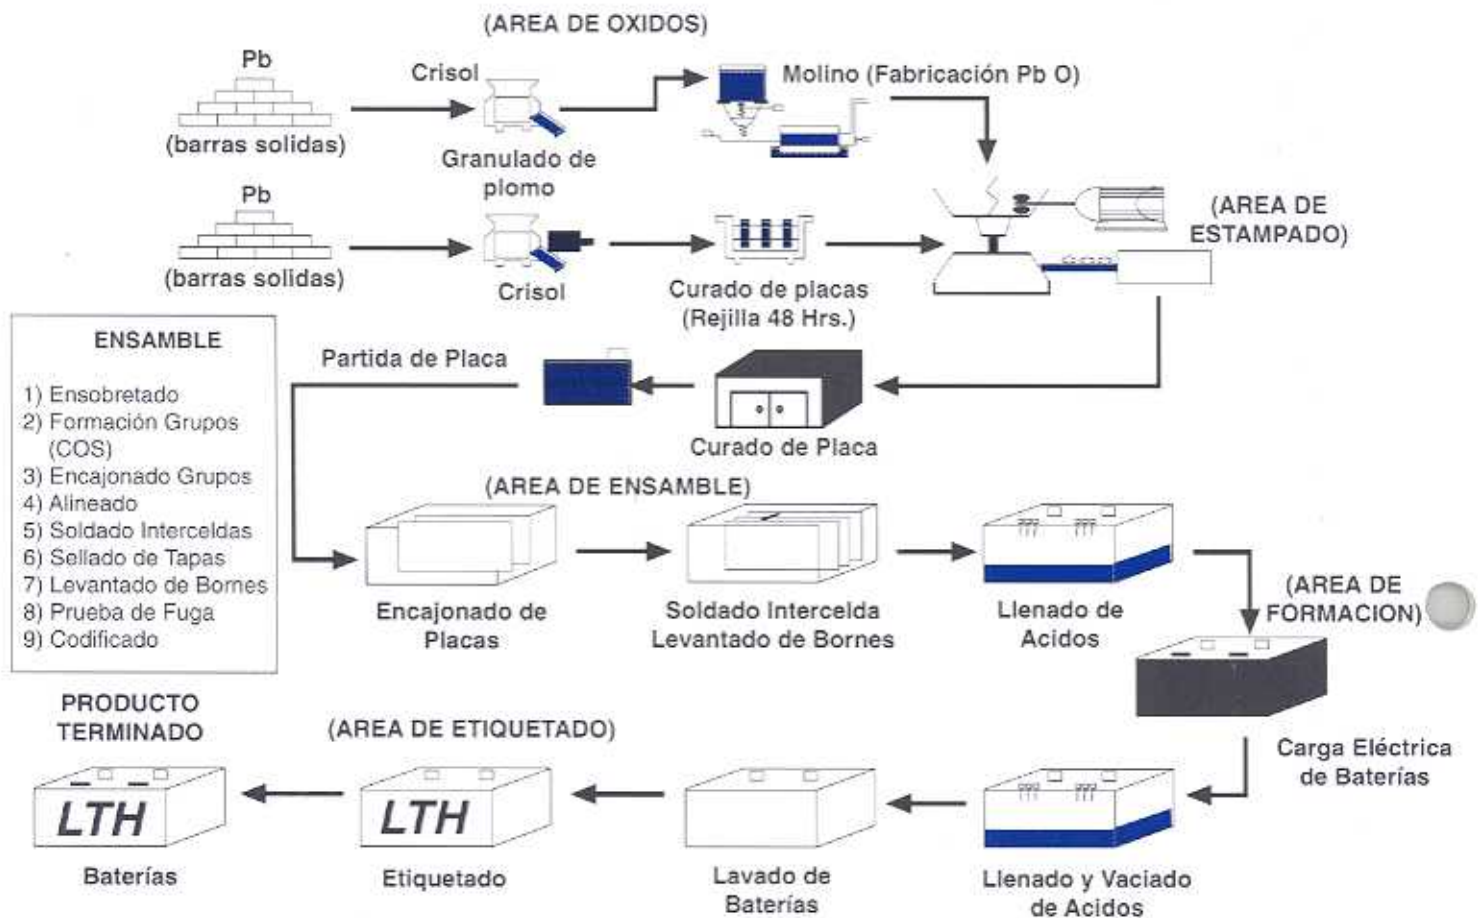 (AREA DE OXIDOS)
Pb
(barras solidas)
Crisol
Granulado de
plomo
Molino (Fabricación Pb O)
Pb
(barras solidas)
Crisol
Curado de placas
(Rejilla 48 Hrs.)
(AREA DE
ESTAMPADO)
ENSAMBLE
1) Ensobretado
2) Formación Grupos
(COS)
3) Encajonado Grupos
4) Alineado
5) Soldado Interceldas
6) Sellado de Tapas
7) Levantado de Bornes
8) Prueba de Fuga
9) Codificado
Partida de Placa
Curado de Placa
(AREA DE ENSAMBLE)
Encajonado de
Placas
Soldado Intercelda
Levantado de Bornes
Llenado de
Acidos
(AREA DE
FORMACION)
Carga Eléctrica
de Baterías
PRODUCTO
TERMINADO
(AREA DE ETIQUETADO)
LTH
Baterías
LTH
Etiquetado
Lavado de
Baterías
Llenado y Vaciado
de Acidos